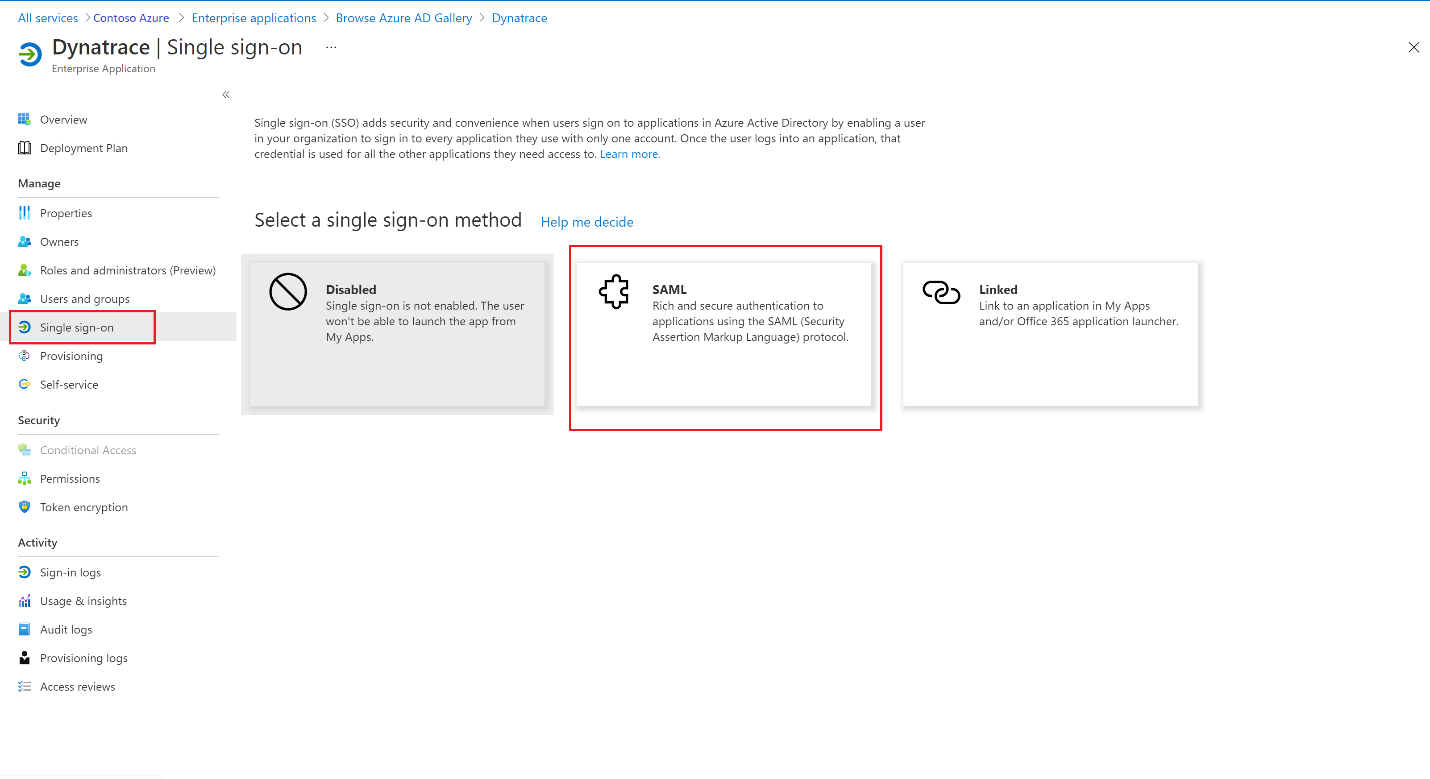 All services > Contoso Azure > Enterprise applications > Browse Azure AD Gallery > Dynatrace
Dynatrace | Single sign-on ...
Enterprise Application
«
Overview
Deployment Plan
Manage
Properties
Owners
Roles and administrators (Preview)
Users and groups
Single sign-on
Provisioning
Self-service
Security
Conditional Access
Permissions
Token encryption
Activity
Sign-in logs
Usage & insights
Audit logs
Provisioning logs
Access reviews
Single sign-on (SSO) adds security and convenience when users sign on to applications in Azure Active Directory by enabling a user
in your organization to sign in to every application they use with only one account. Once the user logs into an application, that
credential is used for all the other applications they need access to. Learn more.
Select a single sign-on method Help me decide
Disabled
Single sign-on is not enabled. The user
won't be able to launch the app from
My Apps.
SAML
Rich and secure authentication to
applications using the SAML (Security
Assertion Markup Language) protocol.
Linked
Link to an application in My Apps
and/or Office 365 application launcher.